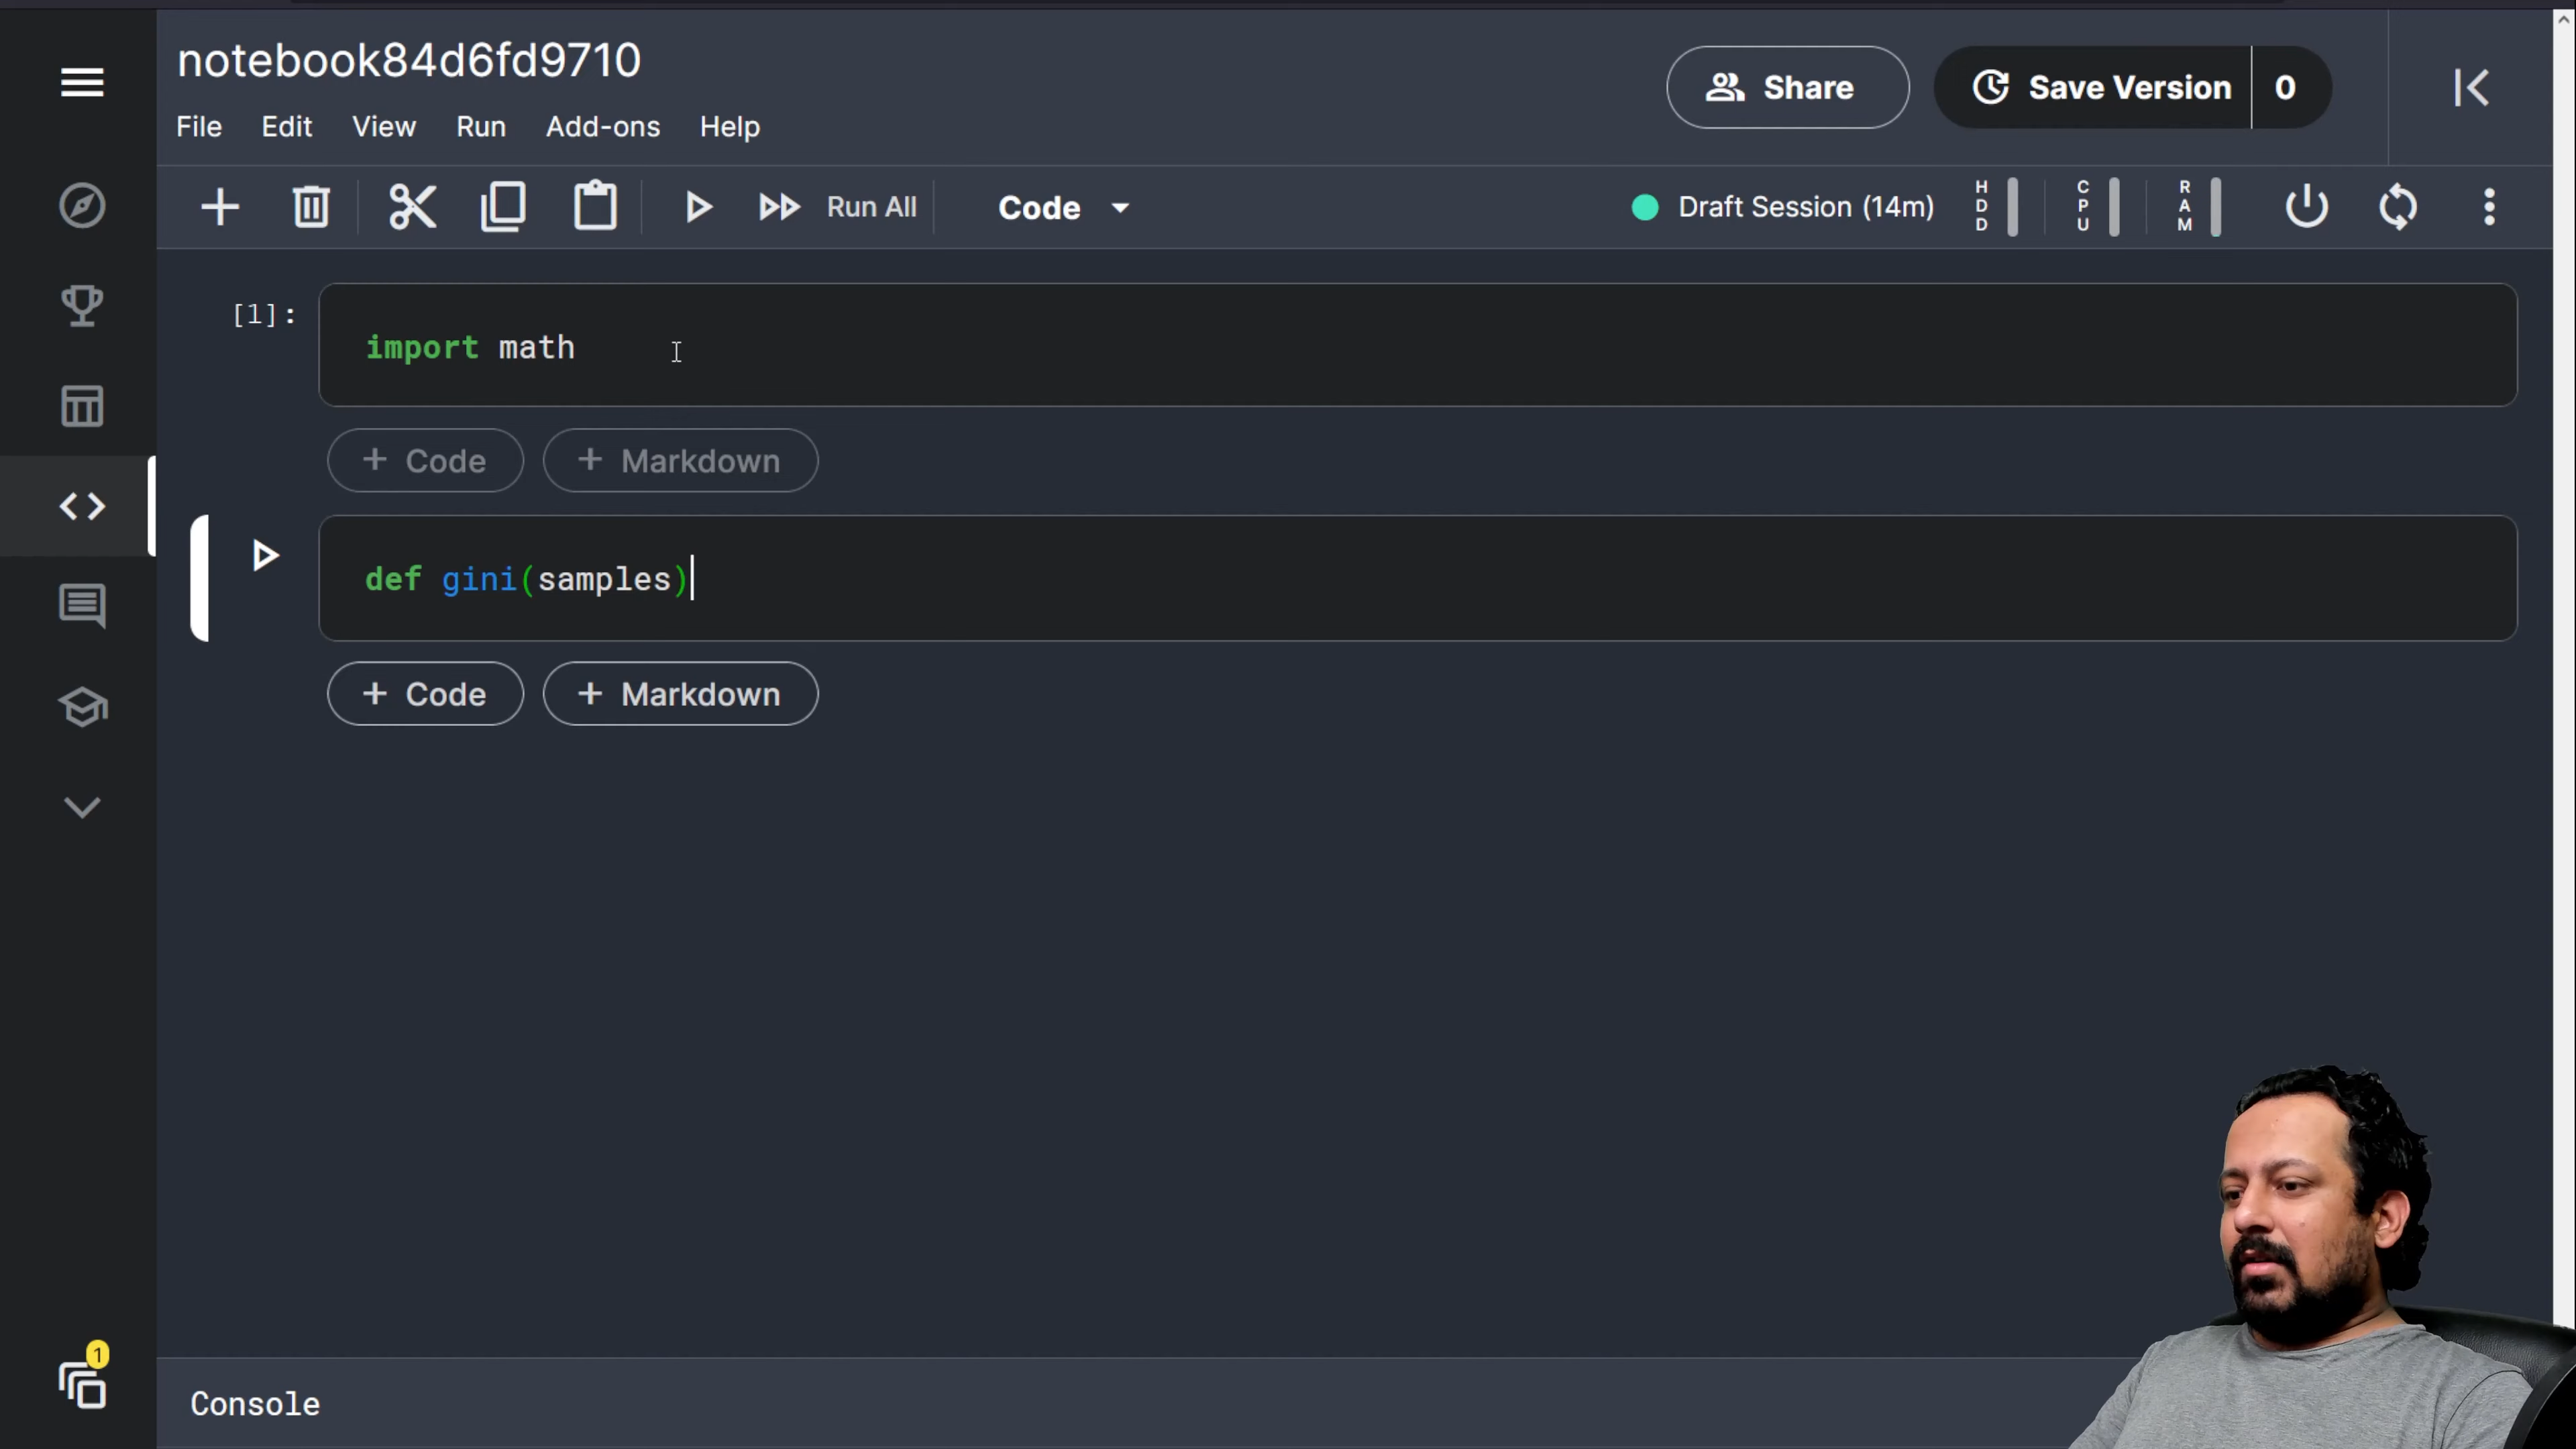 notebook84d6fd9710
Share
Save Version
0
File Edit View Run Add-ons Help
Run All
Code
Draft Session (14m)
HDD
CPU
RAM
[1]:
import math
+ Code
+ Markdown
def gini(samples)
+ Code
+ Markdown
1
Console